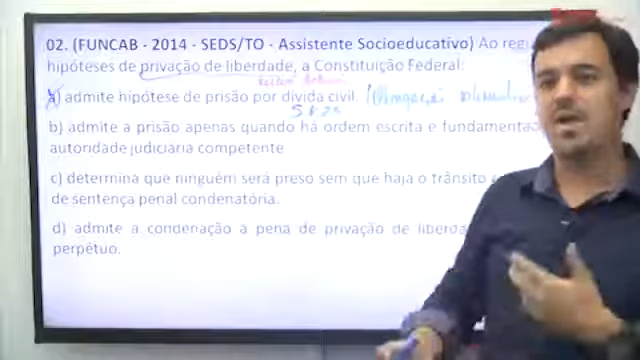 02. (FUNCAB - 2014 - SEDS/TO - Assistente Socioeducativo) Ao
hipóteses de privação de liberdade, a Constituição Federal:
a) admite hipótese de prisão por dívida civil.
b) admite a prisão apenas quando há ordem escrita e fundamentad
autoridade judiciária competente
c) determina que ninguém será preso sem que haja o trânsito
de sentença penal condenatória.
d) admite a condenação à pena de privação de liberda
perpétuo.